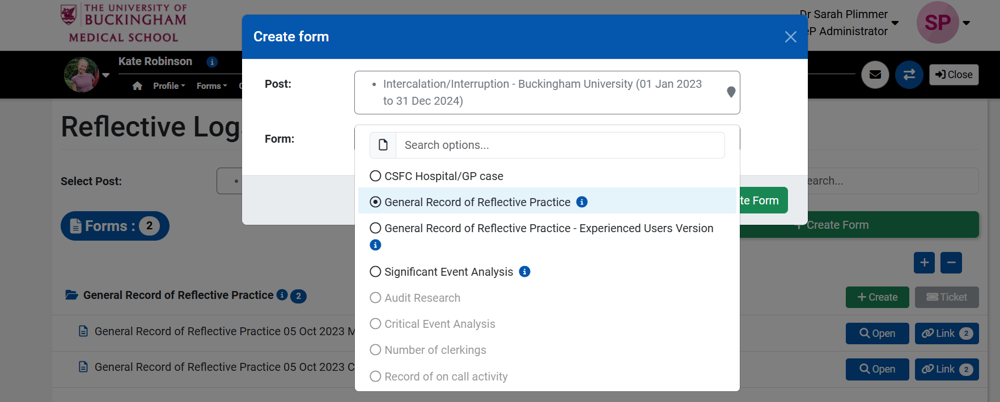 THE UNIVERSITY OF
BUCKINGHAM
MEDICAL SCHOOL
Create form
Dr Sarah Plimmer
Administrator
SP
Kate Robinson
Profile
Forms
Close
Post:
Intercalation/Interruption - Buckingham University (01 Jan 2023
to 31 Dec 2024)
Reflective
Form:
Search options...
CSFC Hospital/GP case
Select Post:
General Record of Reflective Practice
Form
Forms : 2
General Record of Reflective Practice - Experienced Users Version
Create Form
Significant Event Analysis
General Record of Reflective Practice 2
Audit Research
Create
Ticket
Critical Event Analysis
General Record of Reflective Practice 05 Oct 2023
Open
Link 2
Number of clerkings
General Record of Reflective Practice 05 Oct 2023
Open
Link 2
Record of on call activity